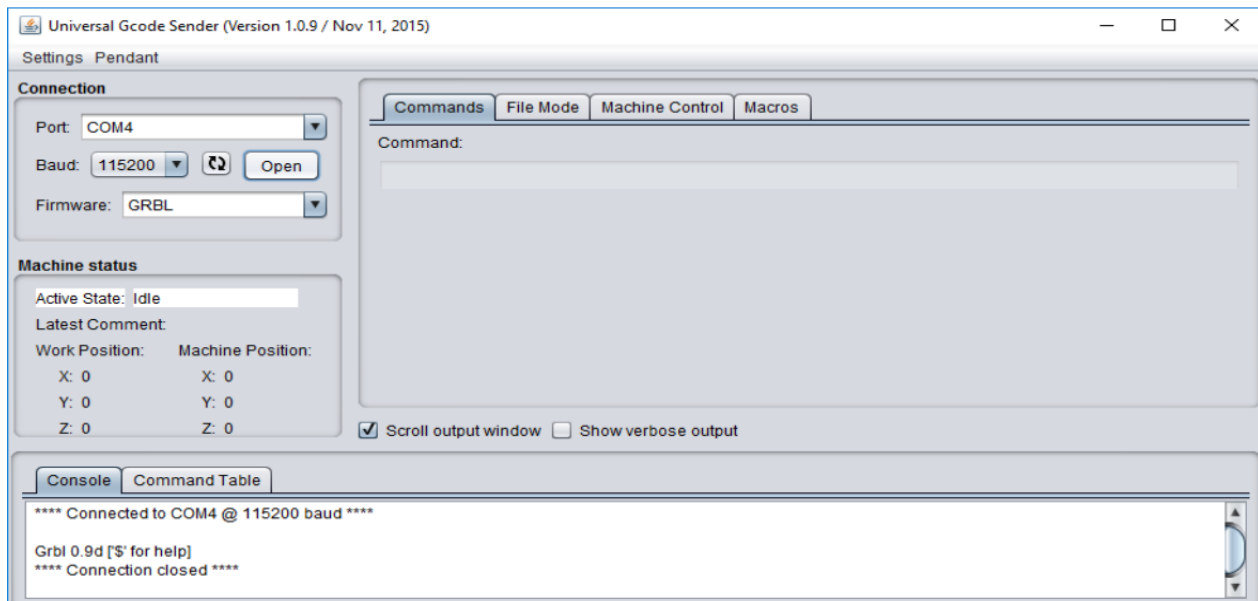 Universal Gcode Sender (Version 1.0.9 / Nov 11, 2015)
Settings Pendant
Connection
Port: COM4
Baud: 115200 Open
Firmware: GRBL
Machine status
Active State: Idle
Latest Comment:
Work Position: Machine Position:
X: 0 X: 0
Y: 0 Y: 0
Z: 0 Z: 0
Commands File Mode Machine Control Macros
Command:
Scroll output window Show verbose output
Console Command Table
**** Connected to COM4 @ 115200 baud ****
Grbl 0.9d ['$' for help]
**** Connection closed ****